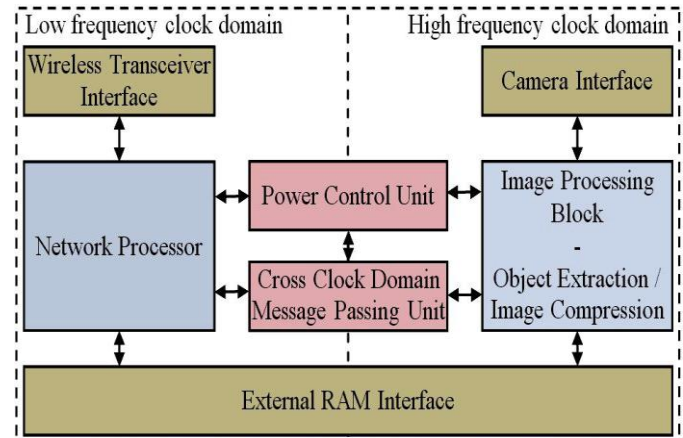 Low frequency clock domain
High frequency clock domain
Wireless Transceiver
Interface
Camera Interface
Network Processor
Power Control Unit
Cross Clock Domain
Message Passing Unit
Image Processing
Block
-
Object Extraction /
Image Compression
External RAM Interface